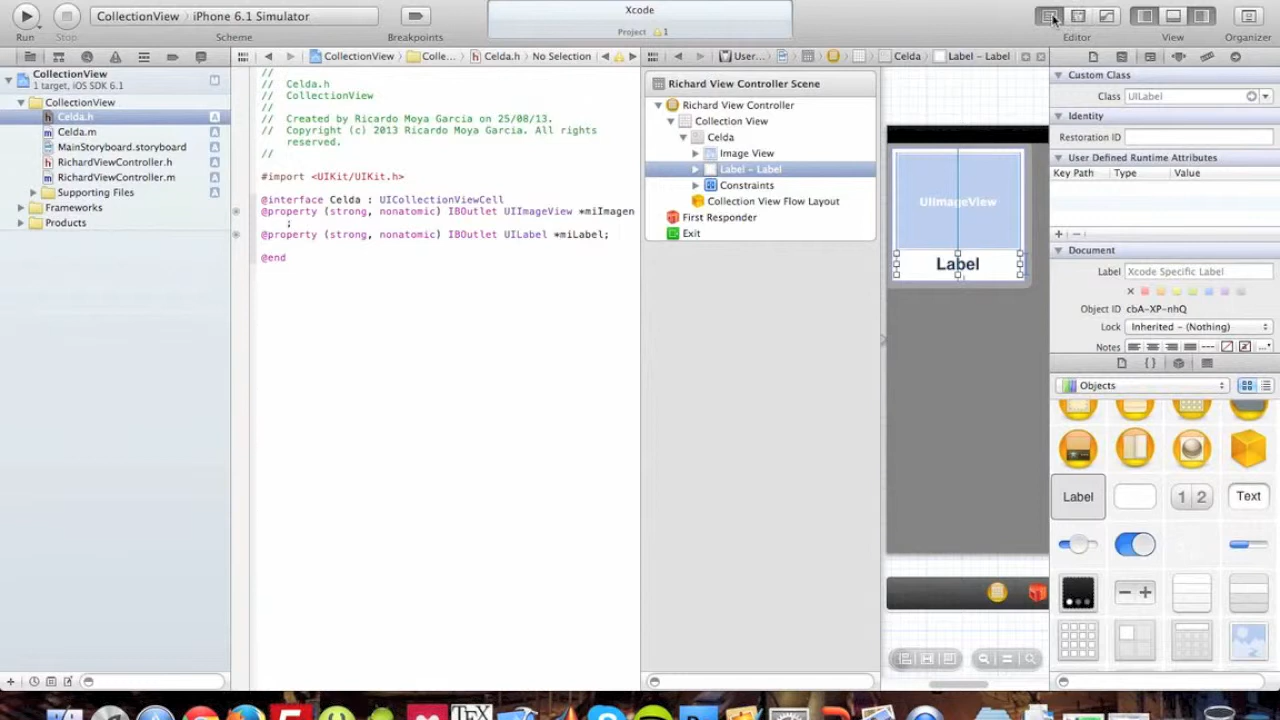 CollectionView › iPhone 6.1 Simulator
Xcode
Project 1
Run
Stop
Scheme
Breakpoints
Editor
View
Organizer
CollectionView
1 target, iOS SDK 6.1
CollectionView
Celda.h
A
Celda.m
A
MainStoryboard.storyboard
A
RichardViewController.h
A
RichardViewController.m
A
Supporting Files
A
Frameworks
Products
CollectionView
Colle...
Celda.h
No Selection
//
// Celda.h
// CollectionView
//
// Created by Ricardo Moya Garcia on 25/08/13.
// Copyright (c) 2013 Ricardo Moya Garcia. All rights
reserved.
//
#import <UIKit/UIKit.h>
@interface Celda : UICollectionViewCell
@property (strong, nonatomic) IBOutlet UIImageView *miImagen
;
@property (strong, nonatomic) IBOutlet UILabel *miLabel;
@end
User...
Celda
Label – Label
Richard View Controller Scene
Richard View Controller
Collection View
Celda
Image View
Label – Label
Constraints
Collection View Flow Layout
First Responder
Exit
UIImageView
Label
Custom Class
Class UILabel
Identity
Restoration ID
User Defined Runtime Attributes
Key Path Type Value
Document
Label Xcode Specific Label
Object ID cbA-XP-nhQ
Lock Inherited – (Nothing)
Notes
Objects
Label
1 2
Text
TEX